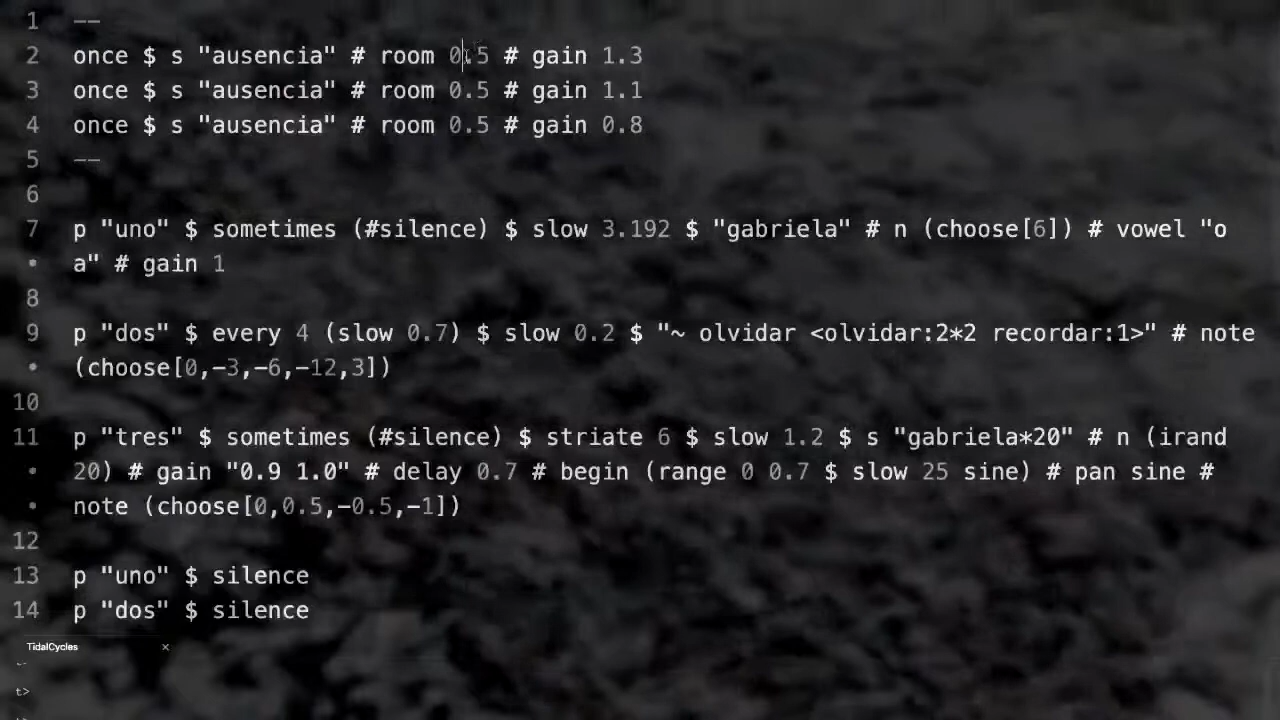 1 --
2 once $ s "ausencia" # room 0.5 # gain 1.3
3 once $ s "ausencia" # room 0.5 # gain 1.1
4 once $ s "ausencia" # room 0.5 # gain 0.8
5 --
6
7 p "uno" $ sometimes (#silence) $ slow 3.192 $ "gabriela" # n (choose[6]) # vowel "o
• a" # gain 1
8
9 p "dos" $ every 4 (slow 0.7) $ slow 0.2 $ "~ olvidar <olvidar:2*2 recordar:1>" # note
• (choose[0,-3,-6,-12,3])
10
11 p "tres" $ sometimes (#silence) $ striate 6 $ slow 1.2 $ s "gabriela*20" # n (irand
• 20) # gain "0.9 1.0" # delay 0.7 # begin (range 0 0.7 $ slow 25 sine) # pan sine #
• note (choose[0,0.5,-0.5,-1])
12
13 p "uno" $ silence
14 p "dos" $ silence
TidalCycles ×
t>